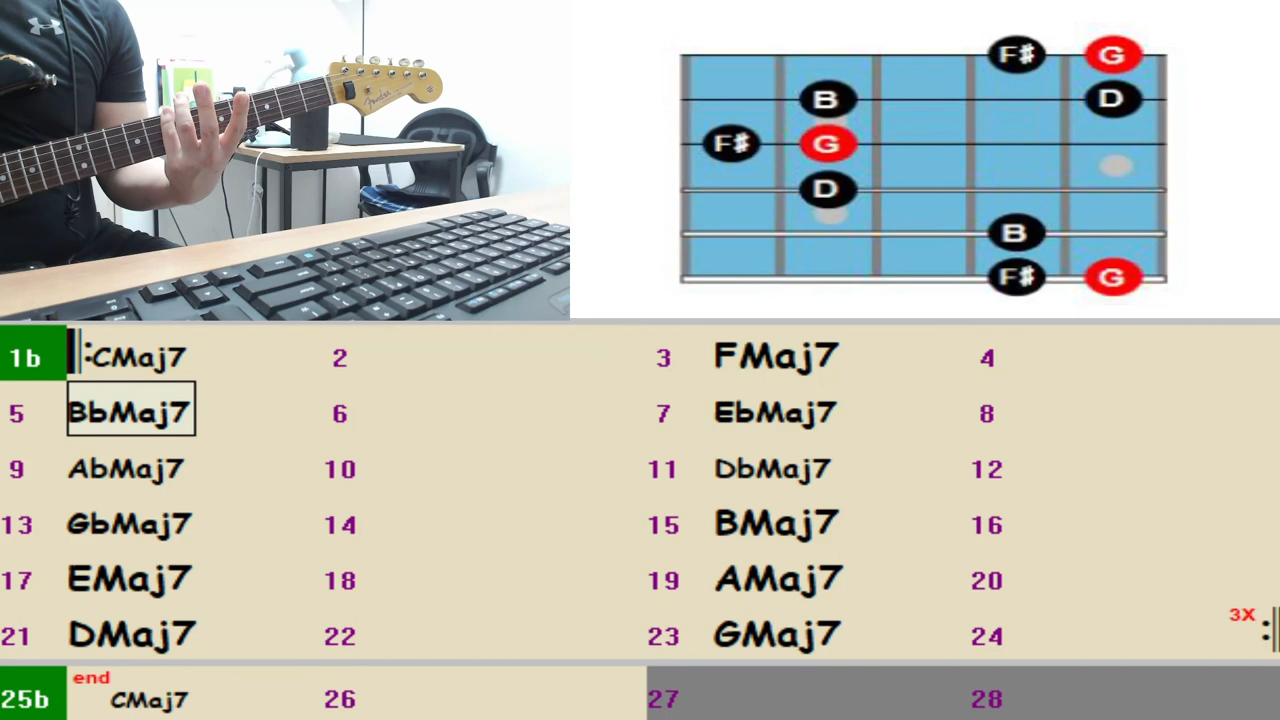 Fender
F# G
B D
F# G
D
B
F# G
1b CMaj7 2 3 FMaj7 4
5 BbMaj7 6 7 EbMaj7 8
9 AbMaj7 10 11 DbMaj7 12
13 GbMaj7 14 15 BMaj7 16
17 EMaj7 18 19 AMaj7 20
21 DMaj7 22 23 GMaj7 24 3X
end
25b CMaj7 26 27 28